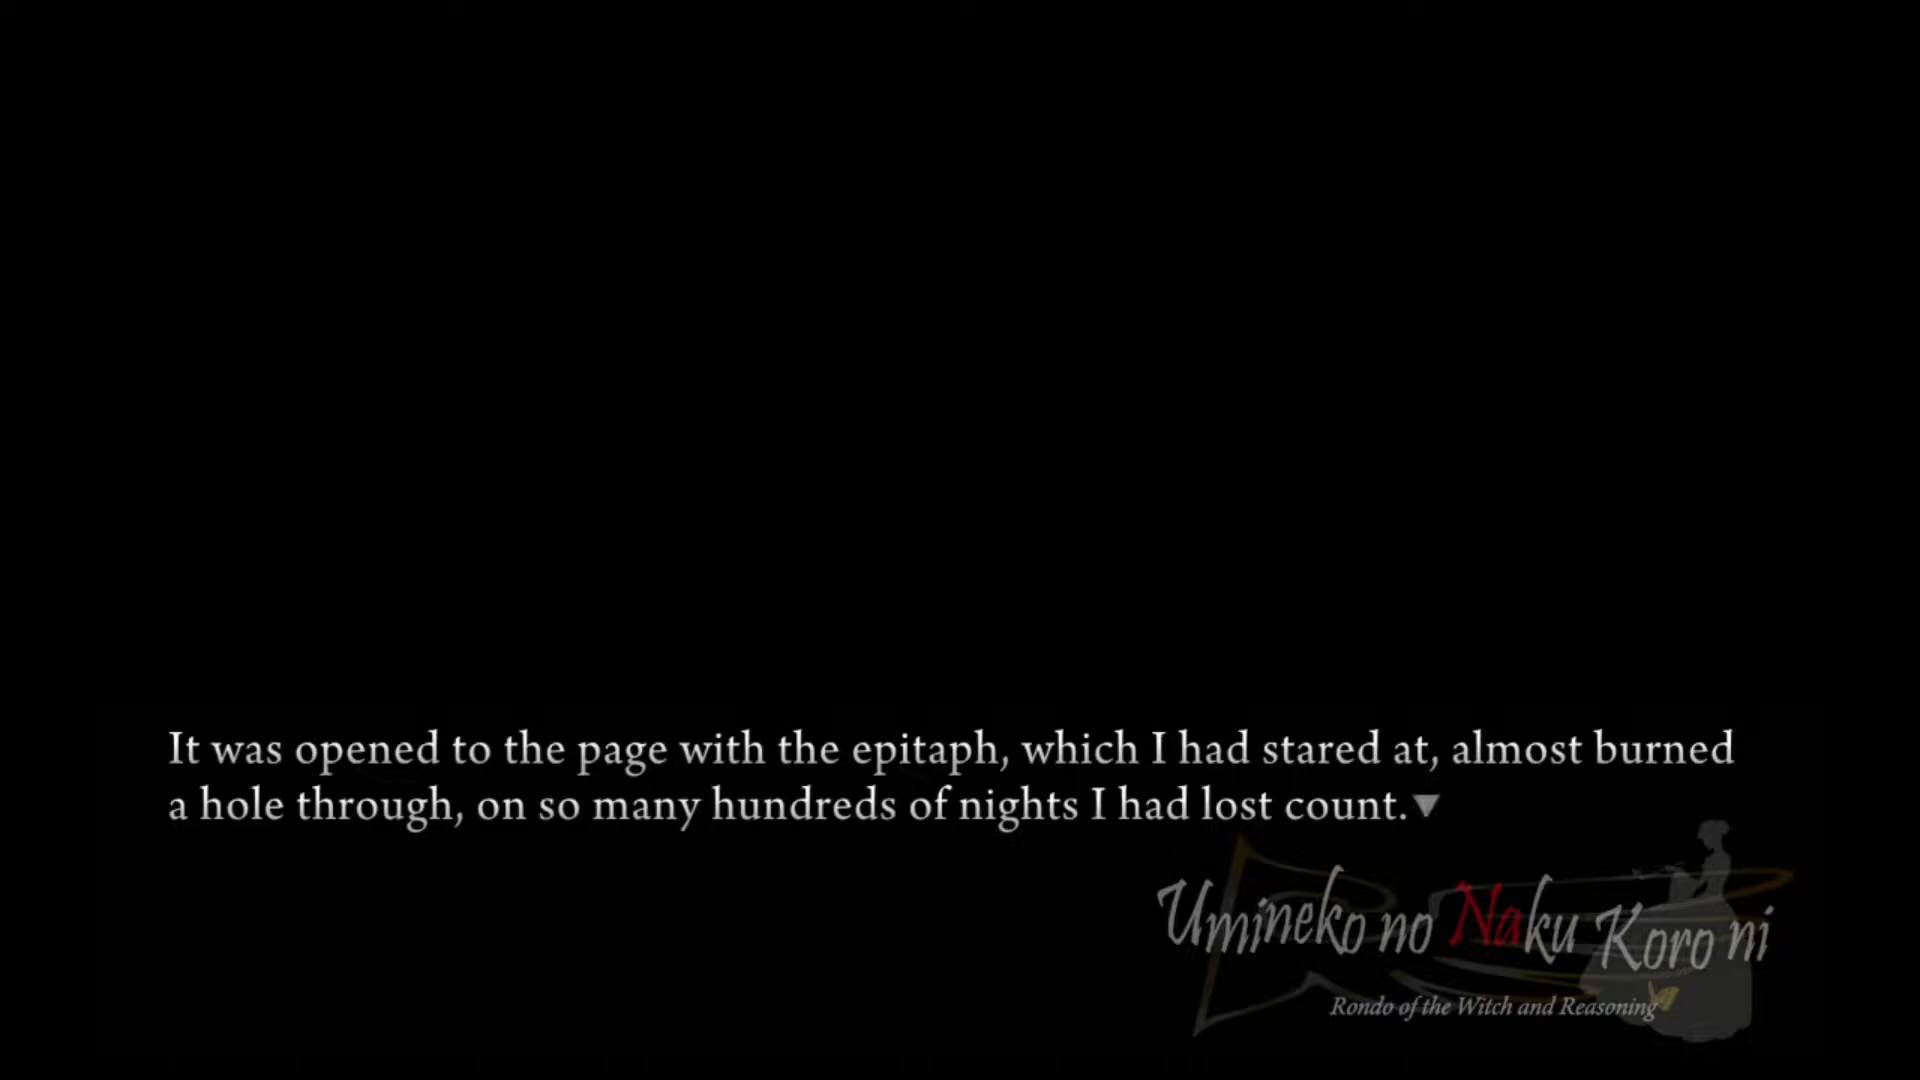 It was opened to the page with the epitaph, which I had stared at, almost burned
a hole through, on so many hundreds of nights I had lost count.
Umineko no Naku Koro ni
Rondo of the Witch and Reasoning